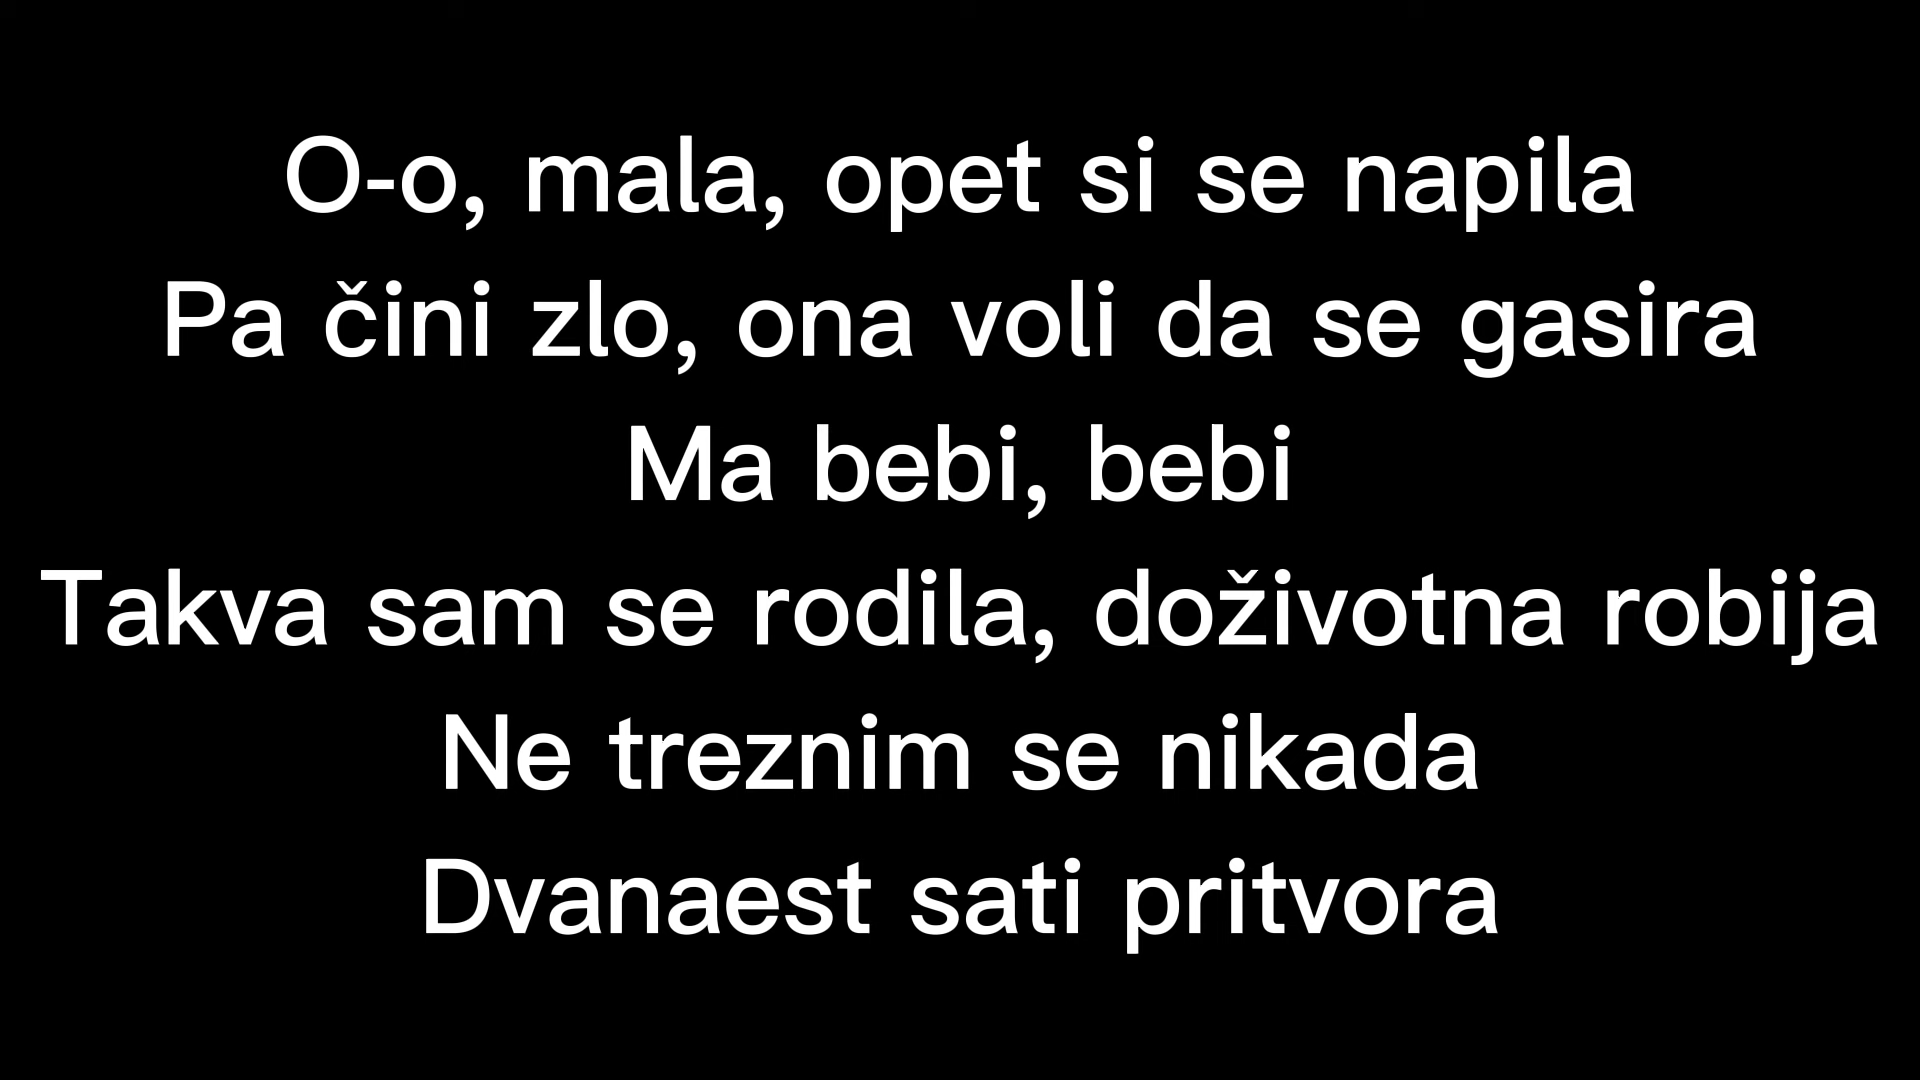 O-o, mala, opet si se napila
Pa čini zlo, ona voli da se gasira
Ma bebi, bebi
Takva sam se rodila, doživotna robija
Ne treznim se nikada
Dvanaest sati pritvora